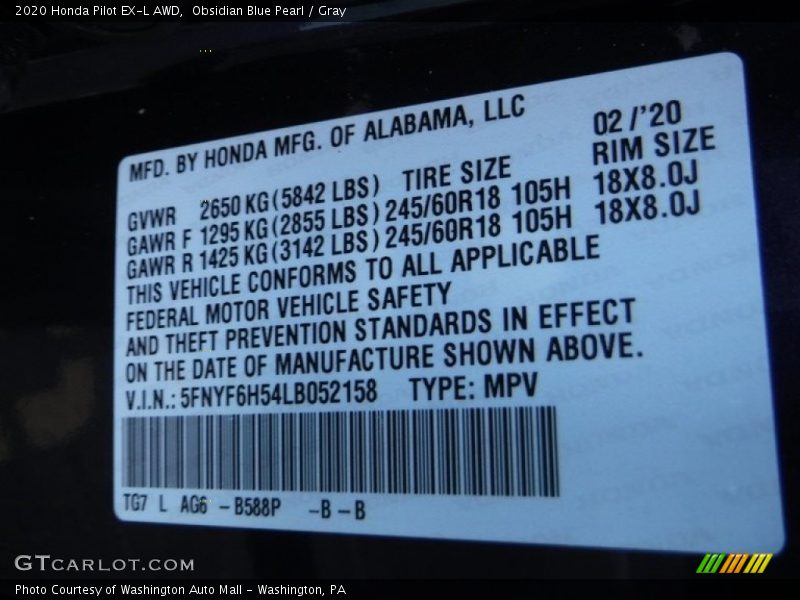 2020 Honda Pilot EX-L AWD,  Obsidian Blue Pearl / Gray
MFD. BY HONDA MFG. OF ALABAMA, LLC 02/'20
GVWR 2650 KG (5842 LBS) TIRE SIZE RIM SIZE
GAWR F 1295 KG (2855 LBS) 245/60R18 105H 18X8.0J
GAWR R 1425 KG (3142 LBS) 245/60R18 105H 18X8.0J
THIS VEHICLE CONFORMS TO ALL APPLICABLE
FEDERAL MOTOR VEHICLE SAFETY
AND THEFT PREVENTION STANDARDS IN EFFECT
ON THE DATE OF MANUFACTURE SHOWN ABOVE.
V.I.N.: 5FNYF6H54LB052158 TYPE: MPV
TG7 L AG6 -B588P -B-B
GTCARLOT.COM
Photo Courtesy of Washington Auto Mall - Washington, PA